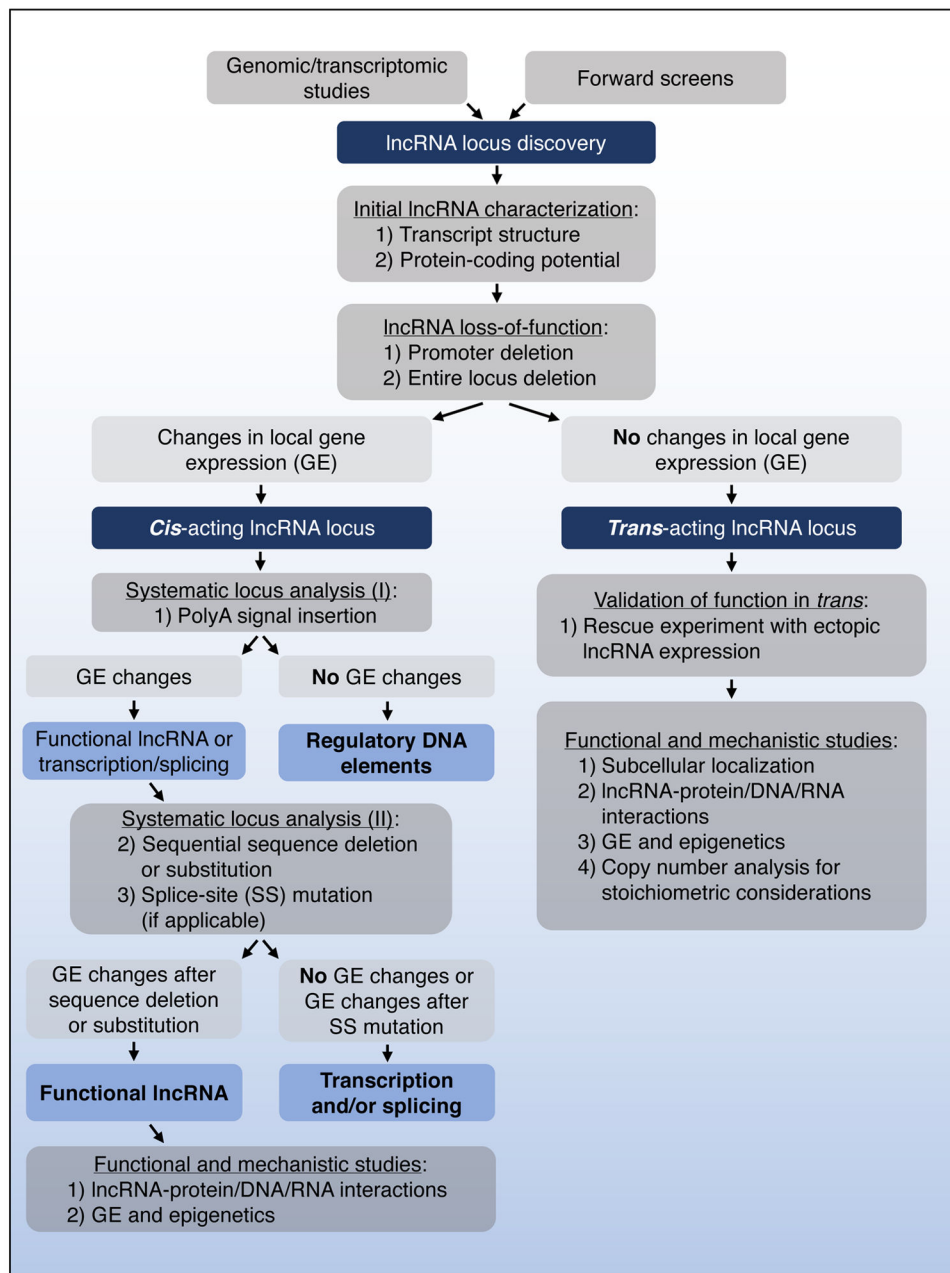 Genomic/transcriptomic
studies
Forward screens
lncRNA locus discovery
Initial lncRNA characterization:
1) Transcript structure
2) Protein-coding potential
lncRNA loss-of-function:
1) Promoter deletion
2) Entire locus deletion
Changes in local gene
expression (GE)
No changes in local gene
expression (GE)
Cis-acting lncRNA locus
Trans-acting lncRNA locus
Systematic locus analysis (I):
1) PolyA signal insertion
Validation of function in trans:
1) Rescue experiment with ectopic
lncRNA expression
GE changes
No GE changes
Functional lncRNA or
transcription/splicing
Regulatory DNA
elements
Functional and mechanistic studies:
1) Subcellular localization
2) lncRNA-protein/DNA/RNA
interactions
3) GE and epigenetics
4) Copy number analysis for
stoichiometric considerations
Systematic locus analysis (II):
2) Sequential sequence deletion
or substitution
3) Splice-site (SS) mutation
(if applicable)
GE changes after
sequence deletion
or substitution
No GE changes or
GE changes after
SS mutation
Functional lncRNA
Transcription
and/or splicing
Functional and mechanistic studies:
1) lncRNA-protein/DNA/RNA interactions
2) GE and epigenetics